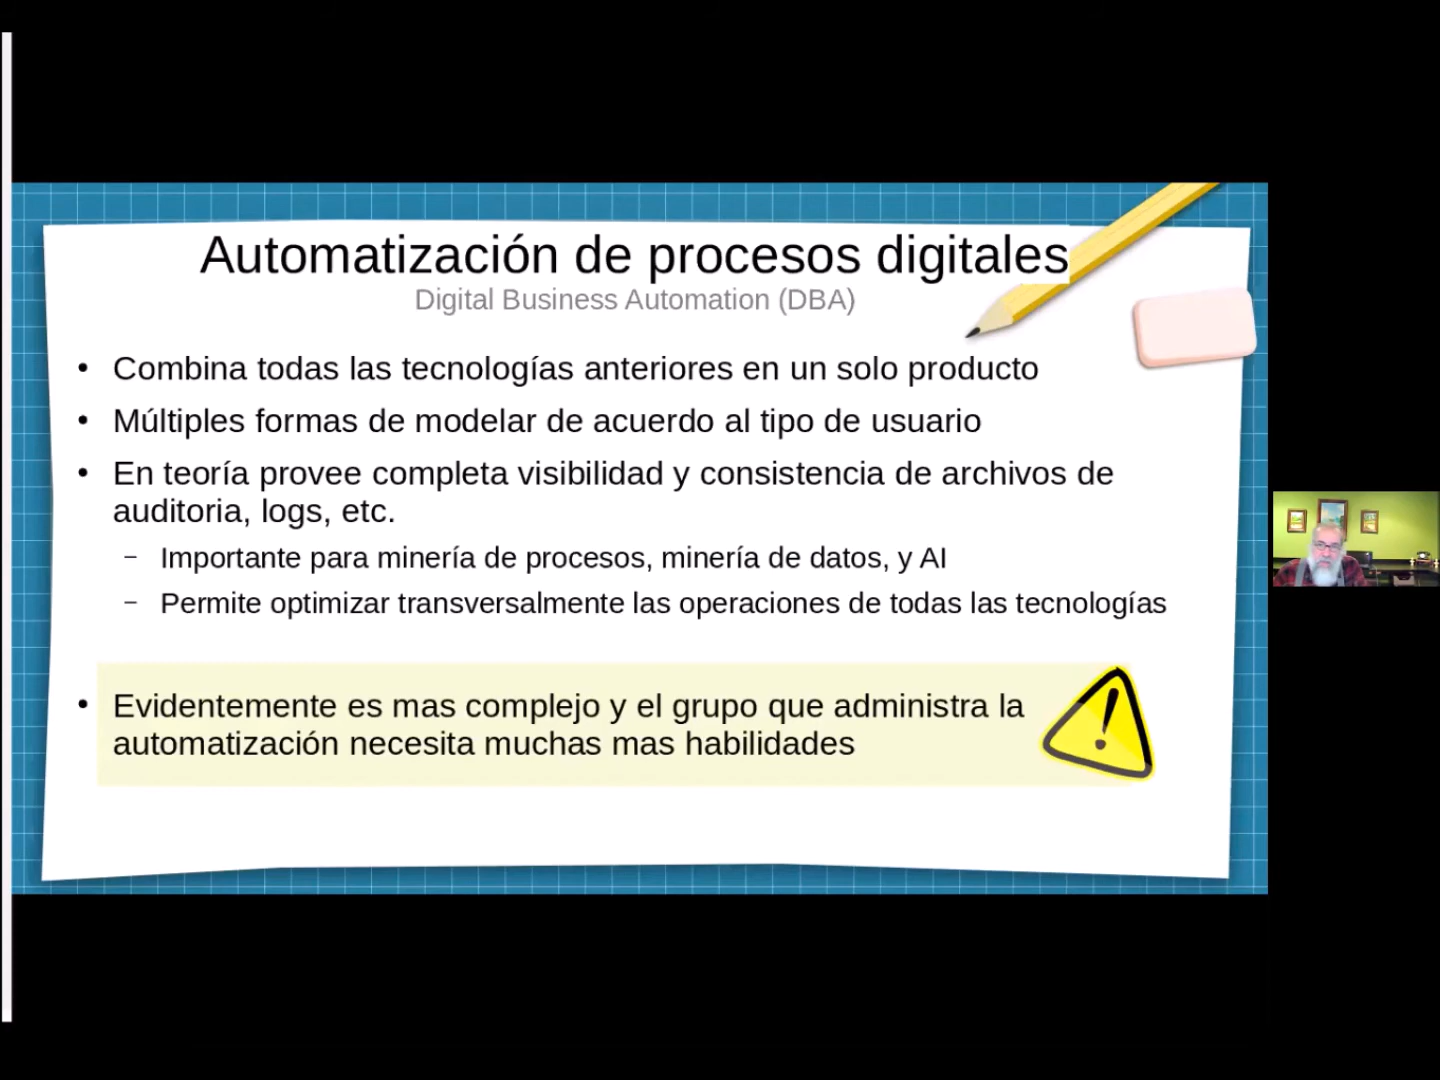 Automatización de procesos digitales
Digital Business Automation (DBA)
• Combina todas las tecnologías anteriores en un solo producto
• Múltiples formas de modelar de acuerdo al tipo de usuario
• En teoría provee completa visibilidad y consistencia de archivos de
auditoria, logs, etc.
– Importante para minería de procesos, minería de datos, y AI
– Permite optimizar transversalmente las operaciones de todas las tecnologías
• Evidentemente es mas complejo y el grupo que administra la
automatización necesita muchas mas habilidades